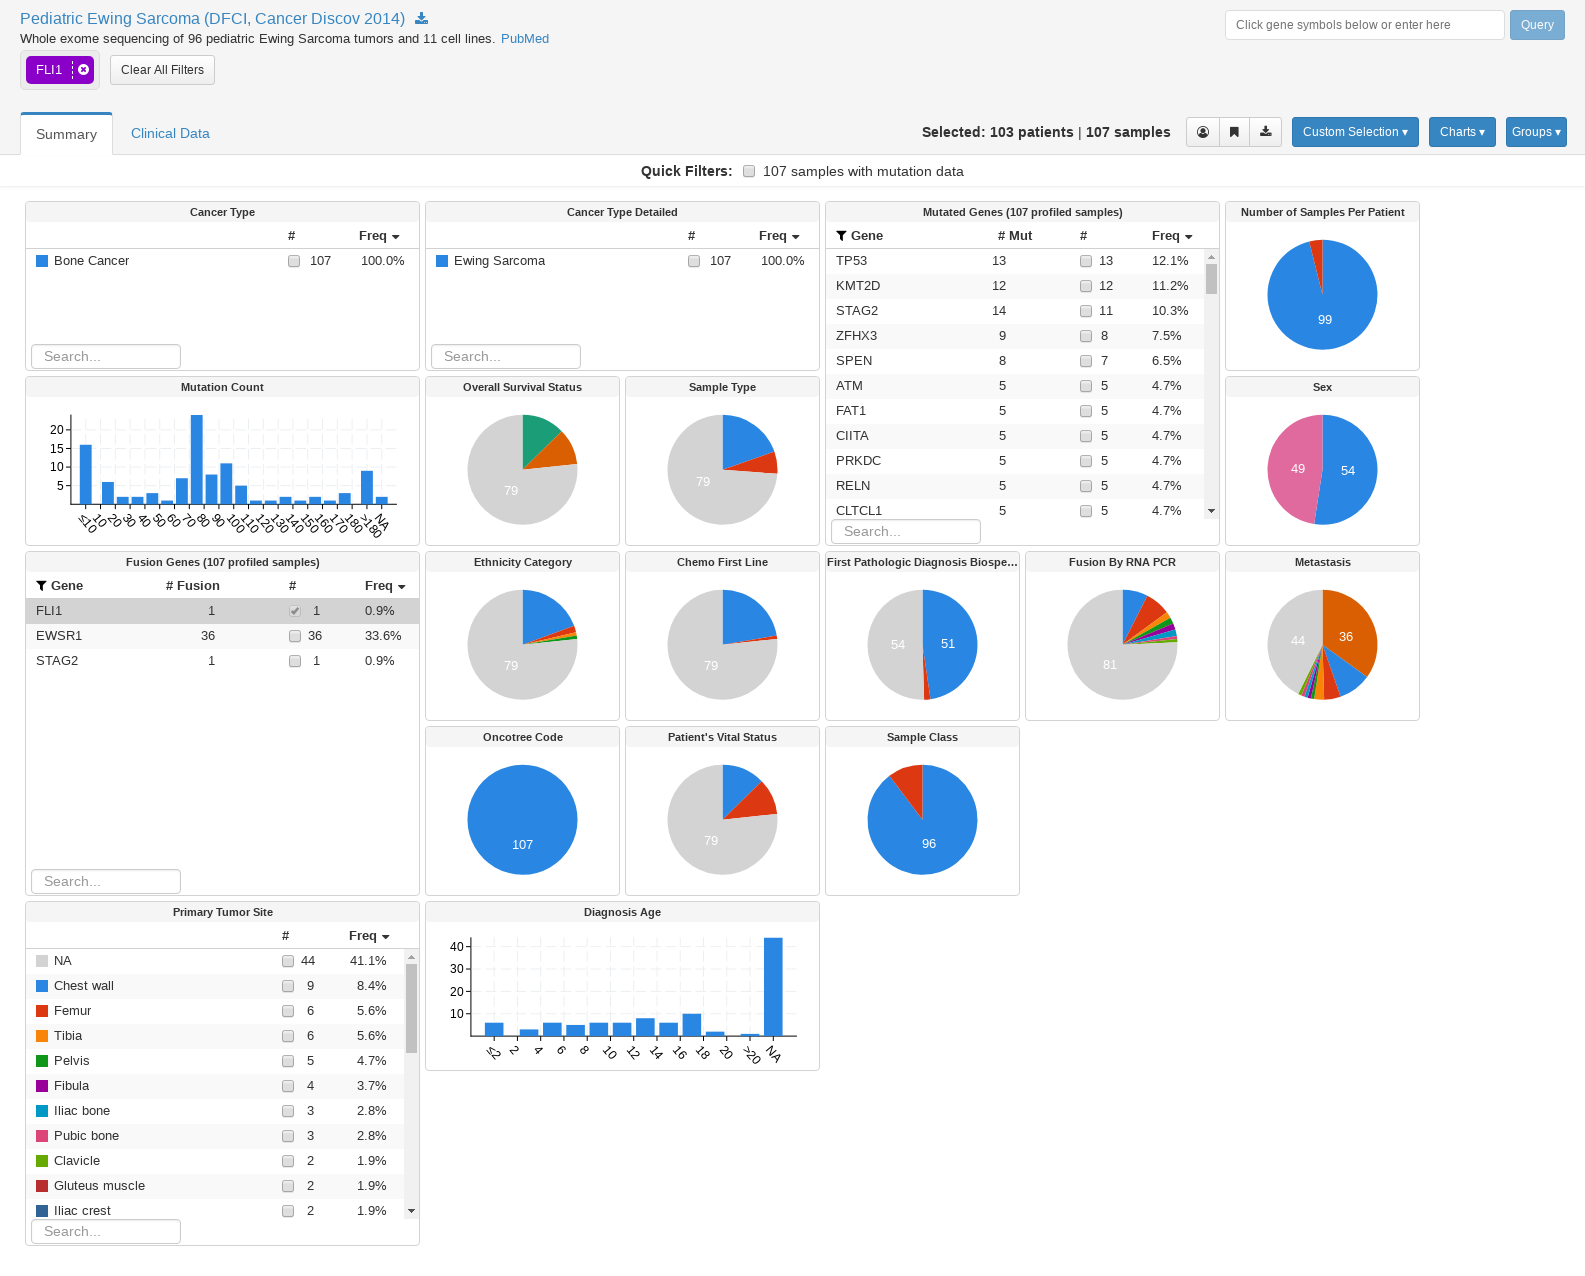 Pediatric Ewing Sarcoma (DFCI, Cancer Discov 2014)
Whole exome sequencing of 96 pediatric Ewing Sarcoma tumors and 11 cell lines. PubMed
Click gene symbols below or enter here
Query
FLI1
Clear All Filters
Summary
Clinical Data
Selected: 103 patients | 107 samples
Custom Selection ▾
Charts ▾
Groups ▾
Quick Filters: 107 samples with mutation data
Cancer Type
# Freq
Bone Cancer 107 100.0%
Search...
Cancer Type Detailed
# Freq
Ewing Sarcoma 107 100.0%
Search...
Mutated Genes (107 profiled samples)
Gene # Mut # Freq
TP53 13 13 12.1%
KMT2D 12 12 11.2%
STAG2 14 11 10.3%
ZFHX3 9 8 7.5%
SPEN 8 7 6.5%
ATM 5 5 4.7%
FAT1 5 5 4.7%
CIITA 5 5 4.7%
PRKDC 5 5 4.7%
RELN 5 5 4.7%
CLTCL1 5 5 4.7%
Search...
Number of Samples Per Patient
99
Mutation Count
20
15
10
5
≤10 10 20 30 40 50 60 70 80 90 100 110 120 130 140 150 160 170 180 >180 NA
Overall Survival Status
79
Sample Type
79
Sex
49 54
Fusion Genes (107 profiled samples)
Gene # Fusion # Freq
FLI1 1 1 0.9%
EWSR1 36 36 33.6%
STAG2 1 1 0.9%
Search...
Ethnicity Category
79
Chemo First Line
79
First Pathologic Diagnosis Biospe...
54 51
Fusion By RNA PCR
81
Metastasis
44 36
Oncotree Code
107
Patient's Vital Status
79
Sample Class
96
Primary Tumor Site
# Freq
NA 44 41.1%
Chest wall 9 8.4%
Femur 6 5.6%
Tibia 6 5.6%
Pelvis 5 4.7%
Fibula 4 3.7%
Iliac bone 3 2.8%
Pubic bone 3 2.8%
Clavicle 2 1.9%
Gluteus muscle 2 1.9%
Iliac crest 2 1.9%
Search...
Diagnosis Age
40
30
20
10
≤2 2 4 6 8 10 12 14 16 18 20 >20 NA